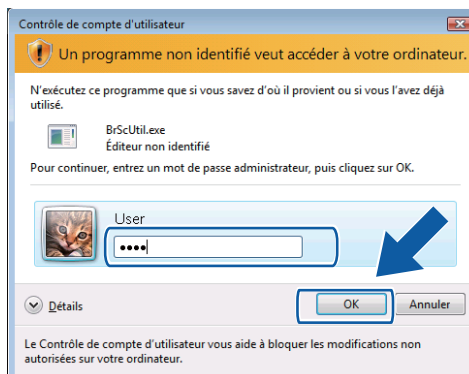 Contrôle de compte d'utilisateur
Un programme non identifié veut accéder à votre ordinateur.
N'exécutez ce programme que si vous savez d'où il provient ou si vous l'avez déjà
utilisé.
BrScUtil.exe
Éditeur non identifié
Pour continuer, entrez un mot de passe administrateur, puis cliquez sur OK.
User
••••
Détails
OK
Annuler
Le Contrôle de compte d'utilisateur vous aide à bloquer les modifications non
autorisées sur votre ordinateur.